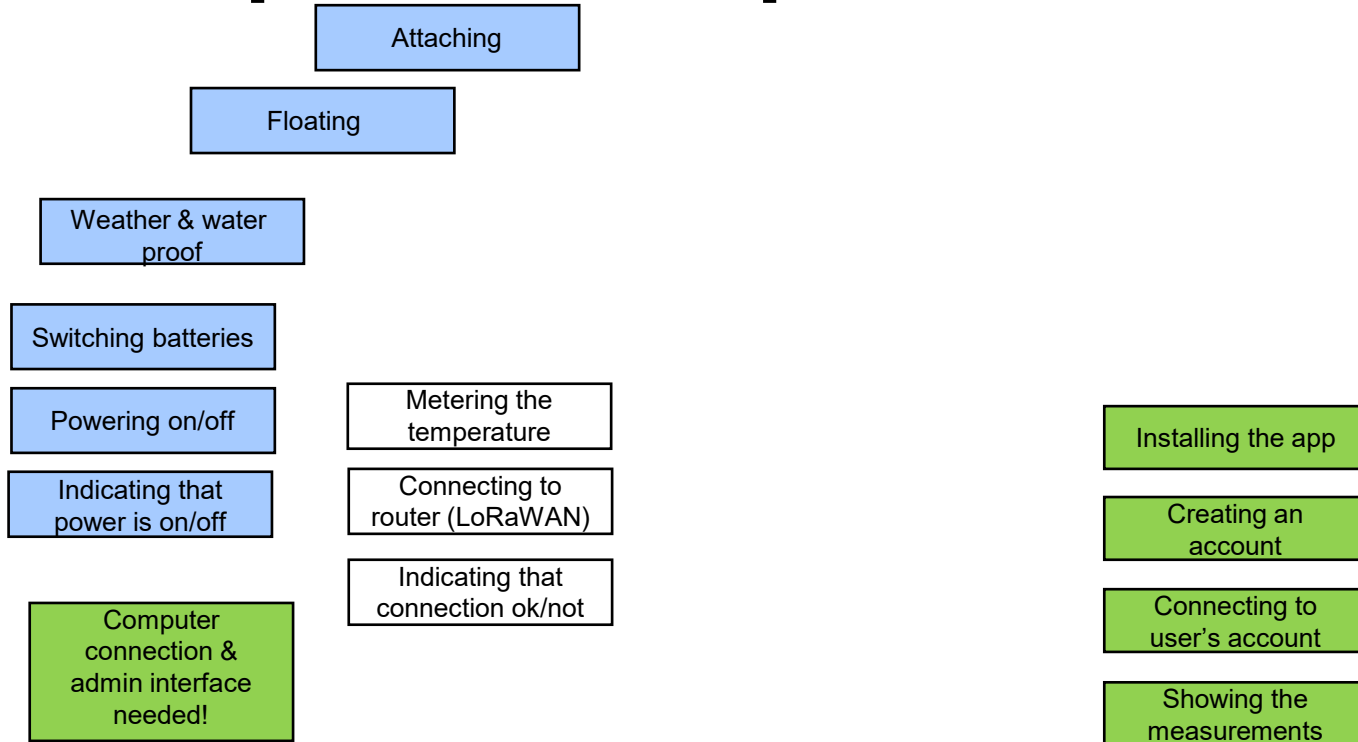 Attaching
Floating
Weather & water
proof
Switching batteries
Powering on/off
Indicating that
power is on/off
Computer
connection &
admin interface
needed!
Metering the
temperature
Connecting to
router (LoRaWAN)
Indicating that
connection ok/not
Installing the app
Creating an
account
Connecting to
user’s account
Showing the
measurements